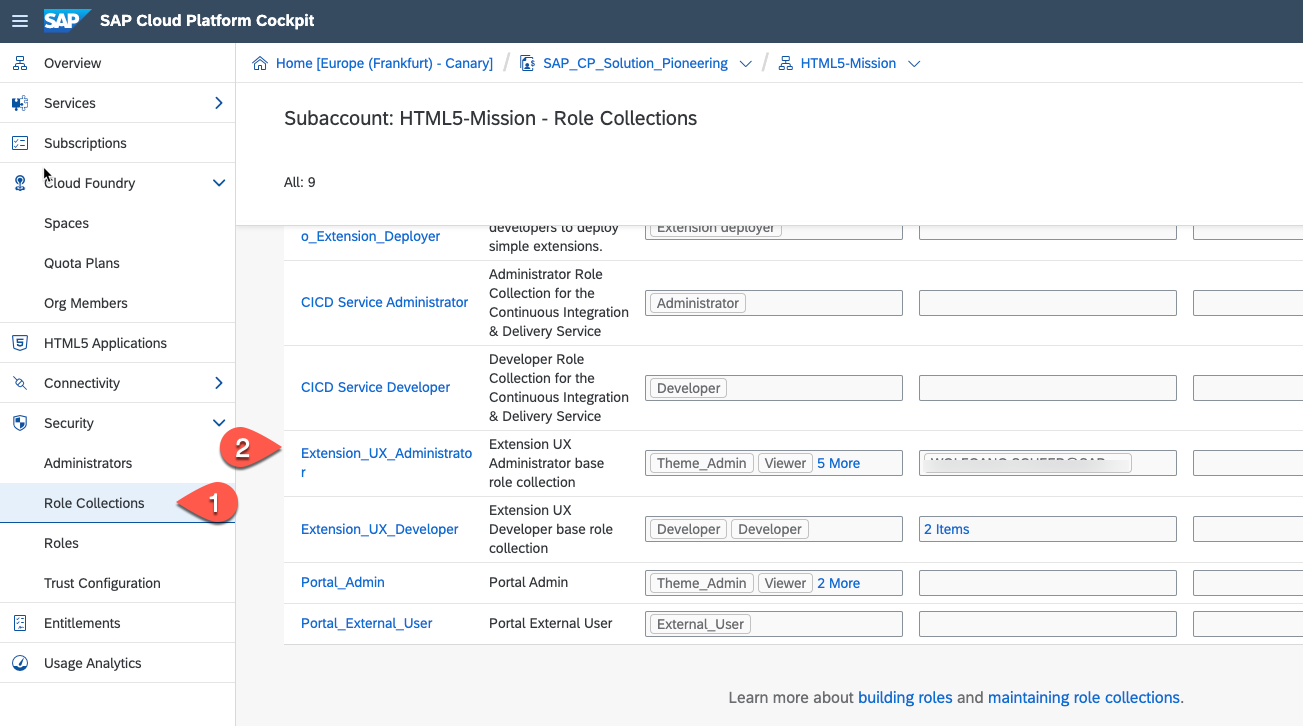 SAP SAP Cloud Platform Cockpit
Overview
Services
Subscriptions
Cloud Foundry
Spaces
Quota Plans
Org Members
HTML5 Applications
Connectivity
Security
Administrators
Role Collections
Roles
Trust Configuration
Entitlements
Usage Analytics
1
2
Home [Europe (Frankfurt) - Canary] / SAP_CP_Solution_Pioneering / HTML5-Mission
Subaccount: HTML5-Mission - Role Collections
All: 9
o_Extension_Deployer
developers to deploy
simple extensions.
Extension deployer
CICD Service Administrator
Administrator Role
Collection for the
Continuous Integration
& Delivery Service
Administrator
CICD Service Developer
Developer Role
Collection for the
Continuous Integration
& Delivery Service
Developer
Extension_UX_Administrato
r
Extension UX
Administrator base
role collection
Theme_Admin Viewer 5 More
Extension_UX_Developer
Extension UX
Developer base role
collection
Developer Developer
2 Items
Portal_Admin
Portal Admin
Theme_Admin Viewer 2 More
Portal_External_User
Portal External User
External_User
Learn more about building roles and maintaining role collections.